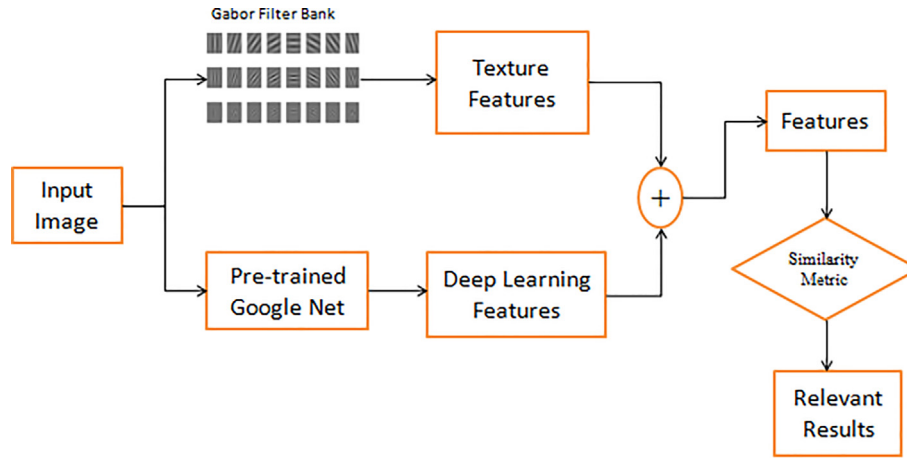 Gabor Filter Bank
Texture
Features
Features
Input
Image
+
Pre-trained
Google Net
Deep Learning
Features
Similarity
Metric
Relevant
Results